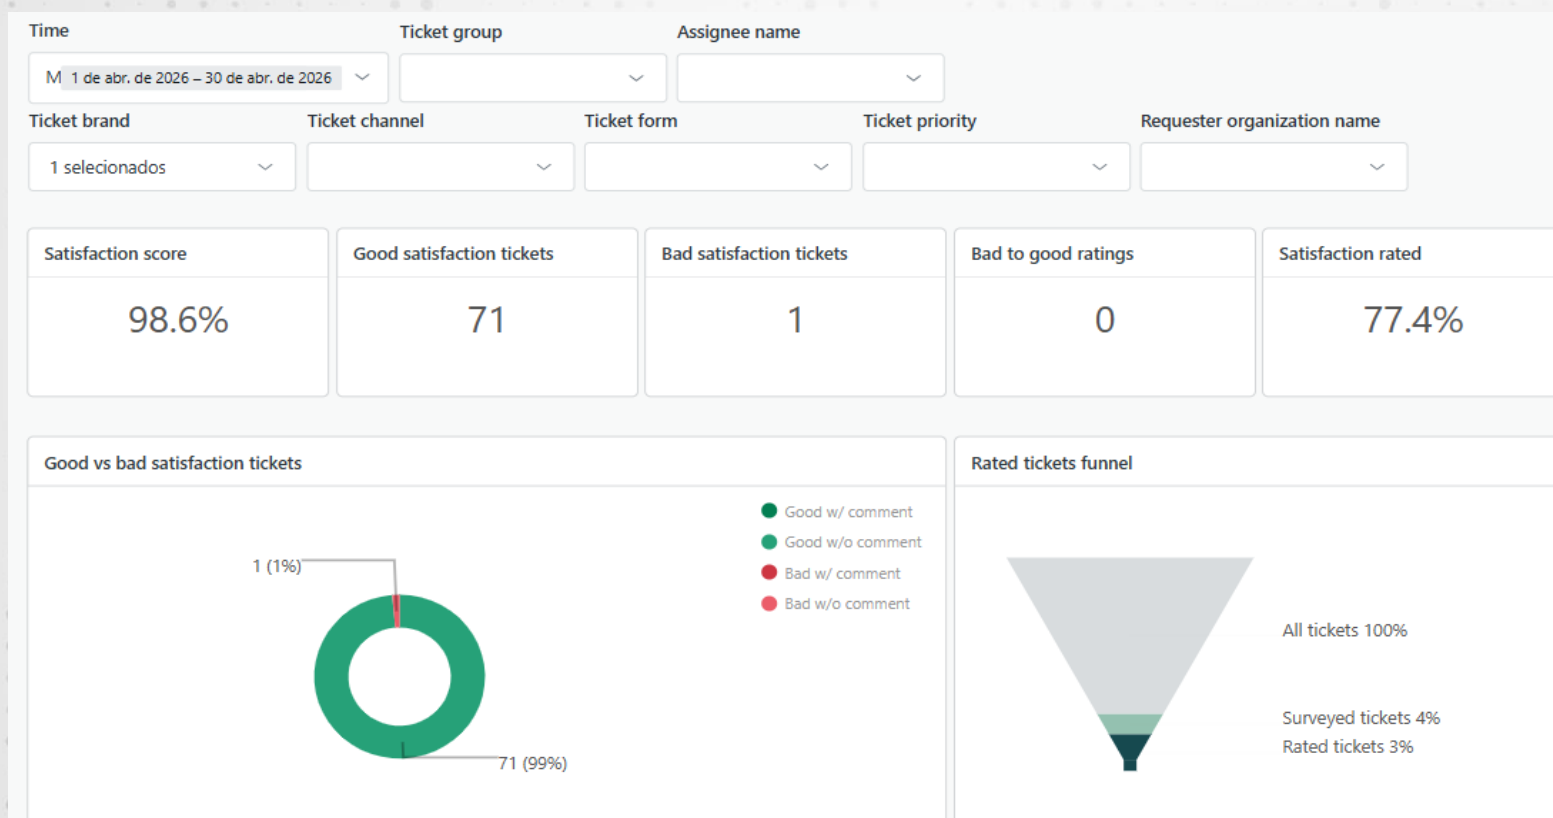 Time
Ticket group
Assignee name
M 1 de abr. de 2026 – 30 de abr. de 2026
Ticket brand
Ticket channel
Ticket form
Ticket priority
Requester organization name
1 selecionados
Satisfaction score
98.6%
Good satisfaction tickets
71
Bad satisfaction tickets
1
Bad to good ratings
0
Satisfaction rated
77.4%
Good vs bad satisfaction tickets
Good w/ comment
Good w/o comment
Bad w/ comment
Bad w/o comment
1 (1%)
71 (99%)
Rated tickets funnel
All tickets 100%
Surveyed tickets 4%
Rated tickets 3%